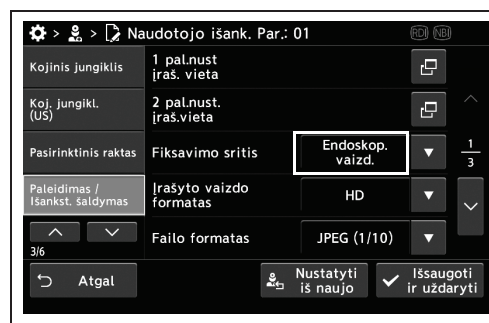 > > Naudotojo išank. Par.: 01 RDI NBI
Kojinis jungiklis
Koj. jungikl.
(US)
Pasirinktinis raktas
Paleidimas /
Išankst. šaldymas
3/6
1 pal.nust
įraš. vieta
2 pal.nust.
įraš.vieta
Fiksavimo sritis
Endoskop.
vaizd.
Įrašyto vaizdo
formatas
HD
Failo formatas
JPEG (1/10)
1
3
Atgal
Nustatyti
iš naujo
Išsaugoti
ir uždaryti